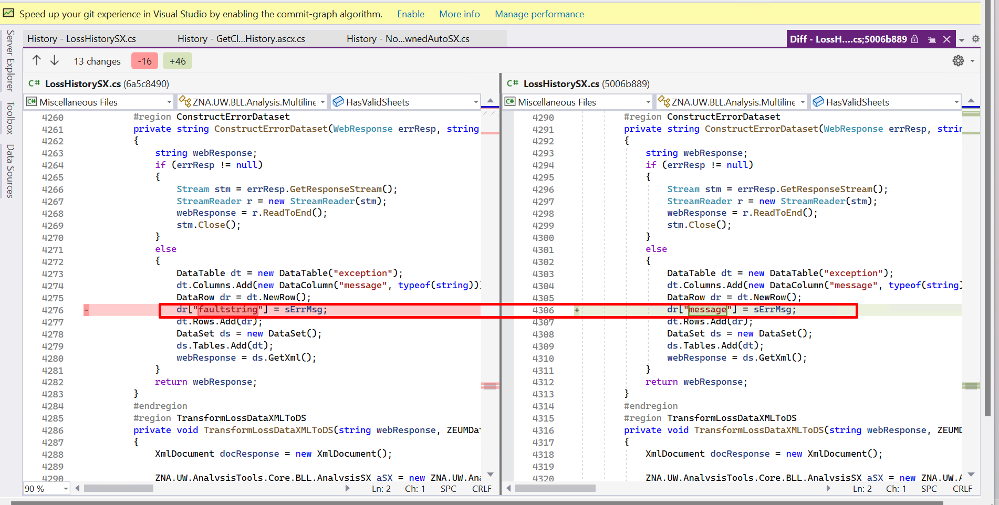 Speed up your git experience in Visual Studio by enabling the commit-graph algorithm. Enable More info Manage performance
Server Explorer
Toolbox
Data Sources
History - LossHistorySX.cs History - GetCl...History.ascx.cs History - No...wnedAutoSX.cs Diff - LossH....cs;5006b889
13 changes -16 +46
C# LossHistorySX.cs (6a5c8490)
C# Miscellaneous Files ZNA.UW.BLL.Analysis.Multiline HasValidSheets
4260 #region ConstructErrorDataset
4261 private string ConstructErrorDataset(WebResponse errResp, string
4262 {
4263 string webResponse;
4264 if (errResp != null)
4265 {
4266 Stream stm = errResp.GetResponseStream();
4267 StreamReader r = new StreamReader(stm);
4268 webResponse = r.ReadToEnd();
4269 stm.Close();
4270 }
4271 else
4272 {
4273 DataTable dt = new DataTable("exception");
4274 dt.Columns.Add(new DataColumn("message", typeof(string)));
4275 DataRow dr = dt.NewRow();
4276 - dr["faultstring"] = sErrMsg;
4277 dt.Rows.Add(dr);
4278 DataSet ds = new DataSet();
4279 ds.Tables.Add(dt);
4280 webResponse = ds.GetXml();
4281 }
4282 return webResponse;
4283 }
4284 #endregion
4285 #region TransformLossDataXMLToDS
4286 private void TransformLossDataXMLToDS(string webResponse, ZEUMDat
4287 {
4288 XmlDocument docResponse = new XmlDocument();
4289
4290 ZNA.UW.AnalysisTools.Core.BLL.AnalysisSX aSX = new ZNA.UW.An
90 % Ln: 2 Ch: 1 SPC CRLF
C# LossHistorySX.cs (5006b889)
C# Miscellaneous Files ZNA.UW.BLL.Analysis.Multiline HasValidSheets
4290 #region ConstructErrorDataset
4291 private string ConstructErrorDataset(WebResponse errResp, strin
4292 {
4293 string webResponse;
4294 if (errResp != null)
4295 {
4296 Stream stm = errResp.GetResponseStream();
4297 StreamReader r = new StreamReader(stm);
4298 webResponse = r.ReadToEnd();
4299 stm.Close();
4300 }
4301 else
4302 {
4303 DataTable dt = new DataTable("exception");
4304 dt.Columns.Add(new DataColumn("message", typeof(string)
4305 DataRow dr = dt.NewRow();
4306 + dr["message"] = sErrMsg;
4307 dt.Rows.Add(dr);
4308 DataSet ds = new DataSet();
4309 ds.Tables.Add(dt);
4310 webResponse = ds.GetXml();
4311 }
4312 return webResponse;
4313 }
4314 #endregion
4315 #region TransformLossDataXMLToDS
4316 private void TransformLossDataXMLToDS(string webResponse, ZEUMD
4317 {
4318 XmlDocument docResponse = new XmlDocument();
4319
4320 ZNA.UW.AnalysisTools.Core.BLL.AnalysisSX aSX = new ZNA.UW.A
Ln: 2 Ch: 1 SPC CRLF